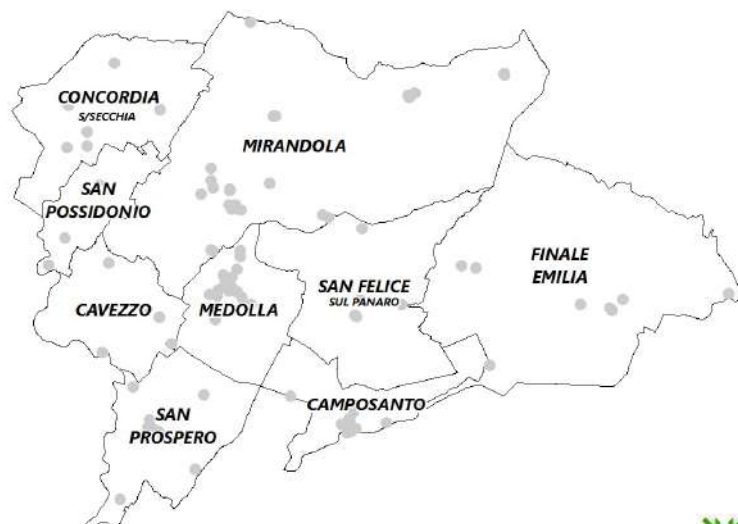 CONCORDIA
S/SECCHIA
MIRANDOLA
SAN
POSSIDONIO
FINALE
EMILIA
SAN FELICE
SUL PANARO
CAVEZZO
MEDOLLA
CAMPOSANTO
SAN
PROSPERO